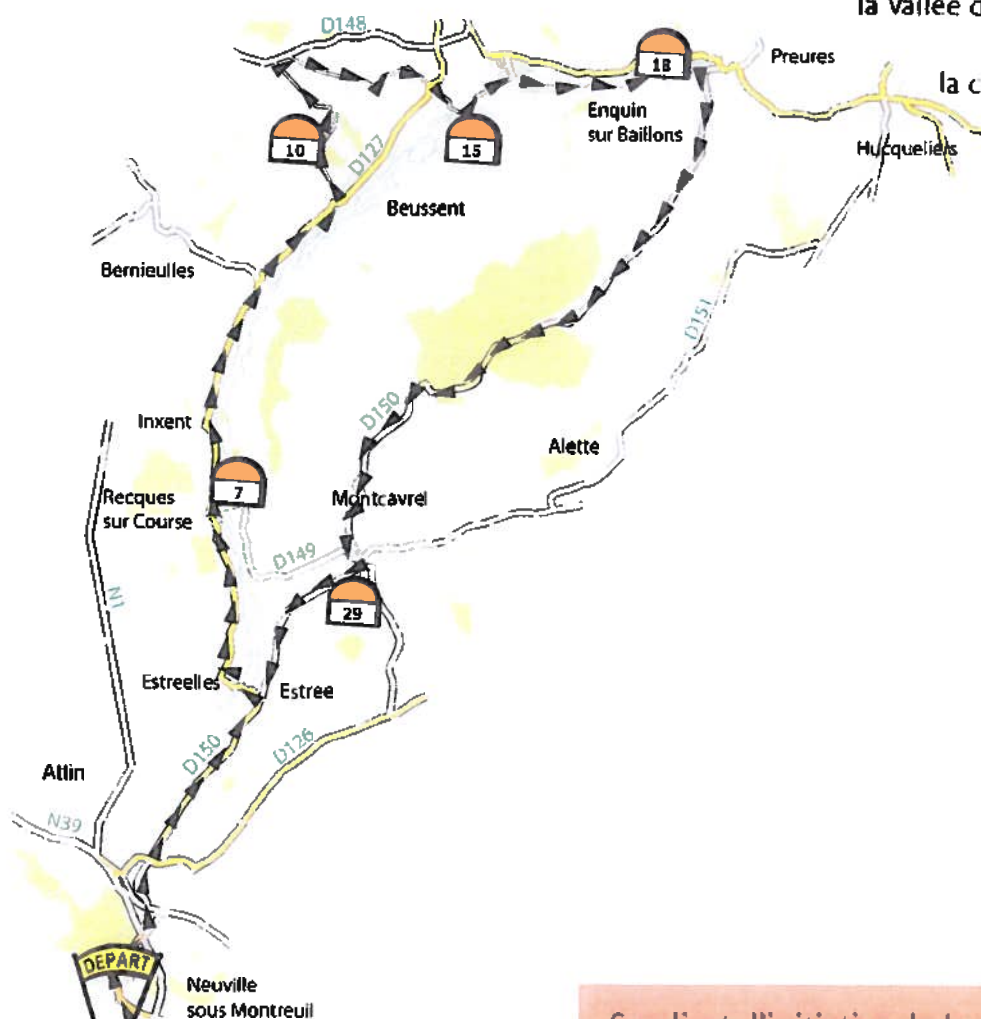 la vallée d
D148
18
Preures
la c
Enquin
sur Baillons
10
15
D127
Hucqueliers
Beussent
Bernieulles
D151
D150
Inxent
Alette
7
Recques
sur Course
Montcavrel
D149
N1
29
Estreelles
Estree
D150
D126
Attin
N39
DEPART
Neuville
sous Montreuil